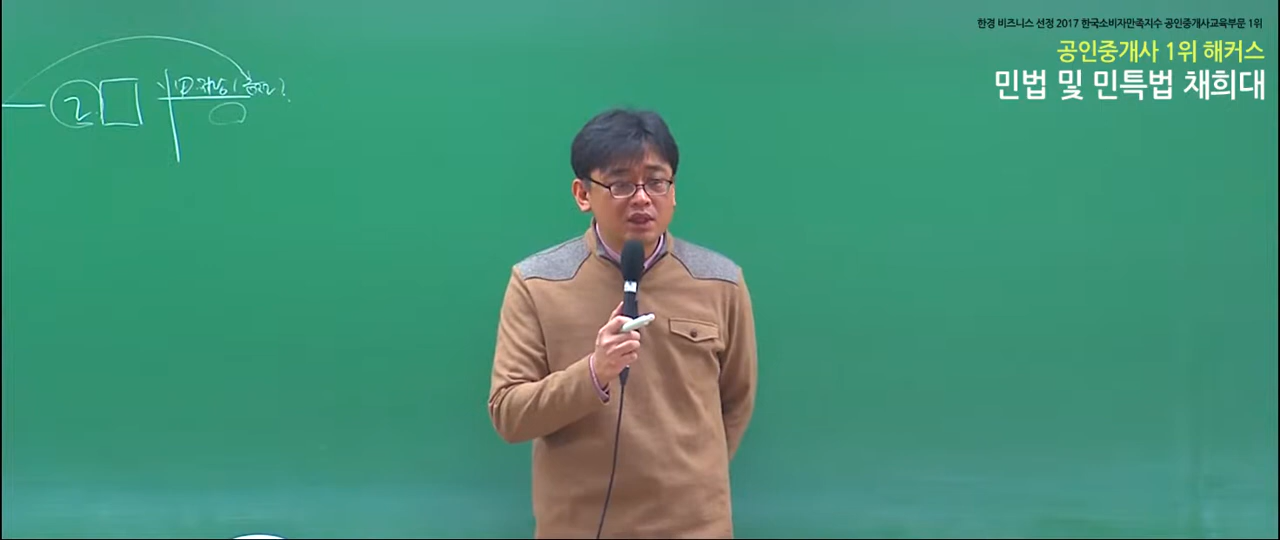 한경 비즈니스 선정 2017 한국소비자만족지수 공인중개사교육부문 1위
공인중개사 1위 해커스
민법 및 민특법 채희대
2